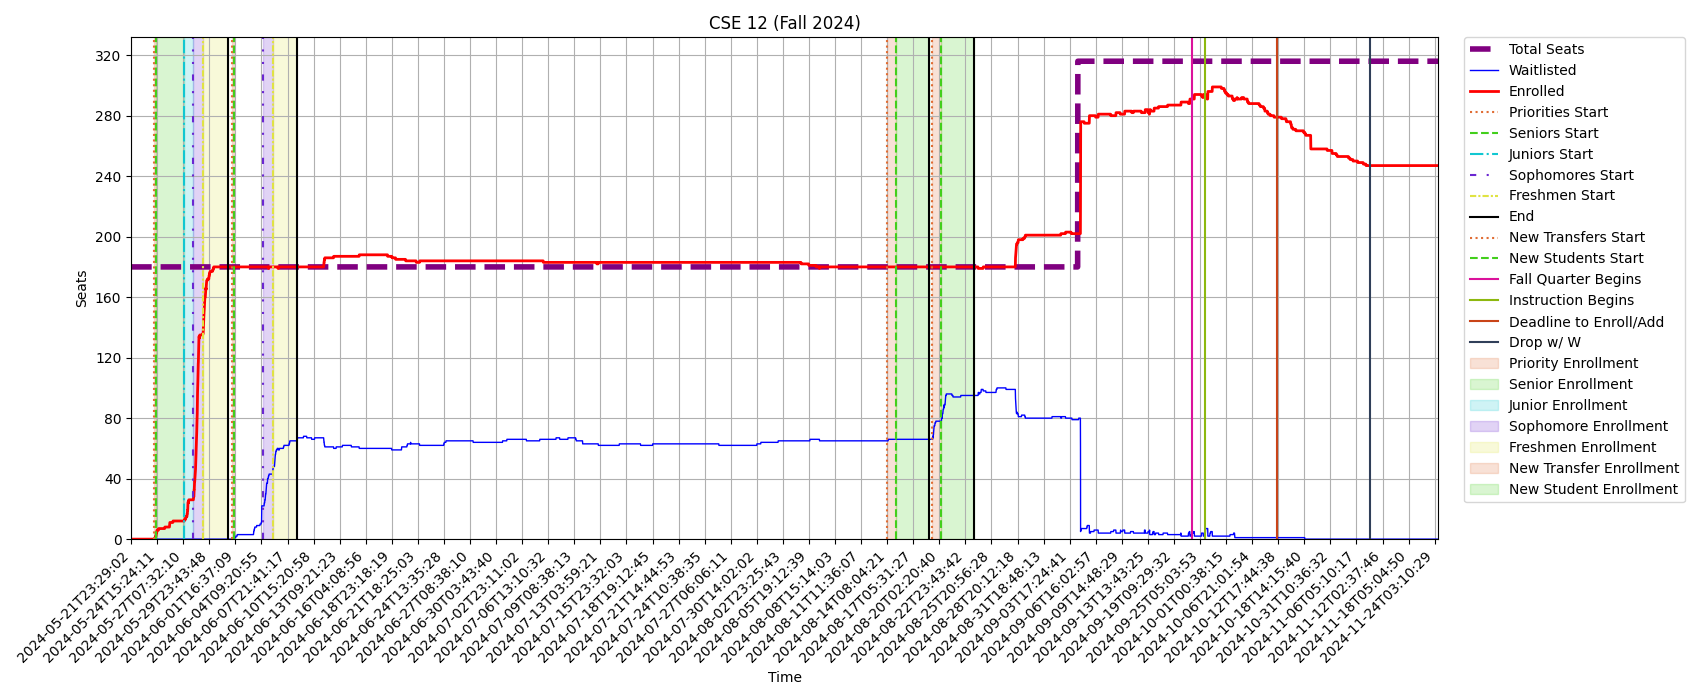 CSE 12 (Fall 2024)
Seats
320
280
240
200
160
120
80
40
0
2024-05-21T23:29:02
2024-05-24T15:24:11
2024-05-27T07:32:10
2024-05-29T23:43:48
2024-06-01T16:37:09
2024-06-04T09:20:55
2024-06-07T21:41:17
2024-06-10T15:20:58
2024-06-13T09:21:23
2024-06-16T04:08:56
2024-06-18T23:18:19
2024-06-21T18:25:03
2024-06-24T13:35:28
2024-06-27T08:38:10
2024-06-30T03:43:40
2024-07-02T23:11:02
2024-07-06T13:10:32
2024-07-09T08:38:13
2024-07-13T03:59:21
2024-07-15T23:32:03
2024-07-18T19:12:45
2024-07-21T14:44:53
2024-07-24T10:38:35
2024-07-27T06:06:11
2024-07-30T14:02:02
2024-08-02T23:25:43
2024-08-05T19:12:39
2024-08-08T15:14:03
2024-08-11T11:36:07
2024-08-14T08:04:21
2024-08-17T05:31:27
2024-08-20T02:20:40
2024-08-22T23:43:42
2024-08-25T20:56:28
2024-08-28T20:12:18
2024-08-31T18:48:13
2024-09-03T17:24:41
2024-09-06T16:02:57
2024-09-09T14:48:29
2024-09-13T13:43:25
2024-09-19T09:29:32
2024-09-25T05:03:53
2024-10-01T00:38:15
2024-10-06T21:01:54
2024-10-12T17:44:38
2024-10-18T14:15:40
2024-10-31T10:36:32
2024-11-06T05:10:17
2024-11-12T02:37:46
2024-11-18T05:04:50
2024-11-24T03:10:29
Time
Total Seats
Waitlisted
Enrolled
Priorities Start
Seniors Start
Juniors Start
Sophomores Start
Freshmen Start
End
New Transfers Start
New Students Start
Fall Quarter Begins
Instruction Begins
Deadline to Enroll/Add
Drop w/ W
Priority Enrollment
Senior Enrollment
Junior Enrollment
Sophomore Enrollment
Freshmen Enrollment
New Transfer Enrollment
New Student Enrollment